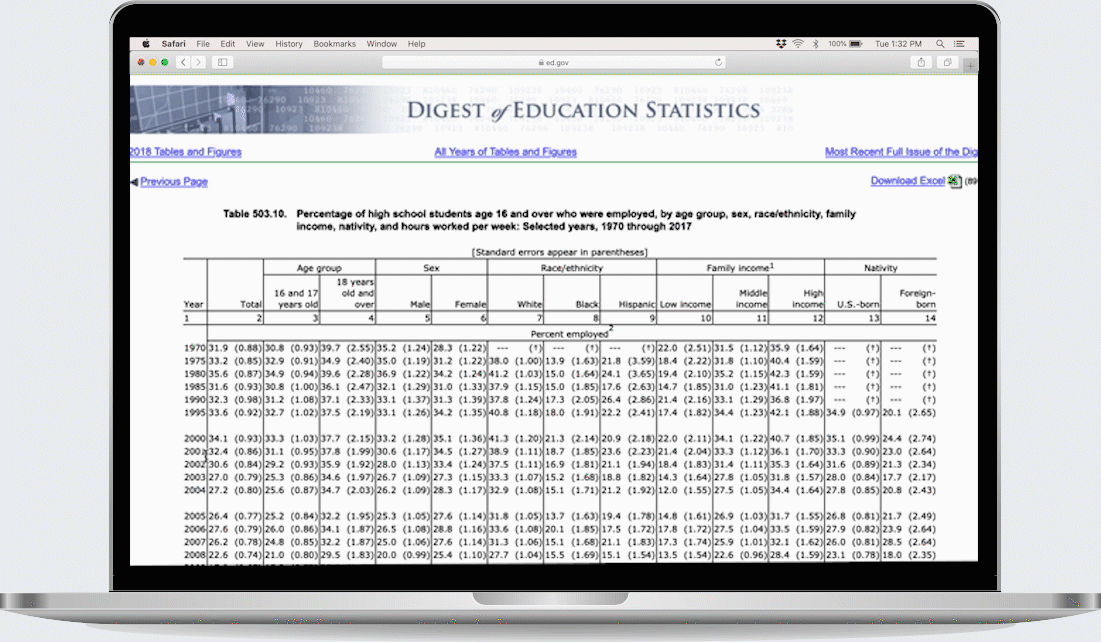 Safari File Edit View History Bookmarks Window Help 100% Tue 1:32 PM
ed.gov
DIGEST of EDUCATION STATISTICS
2018 Tables and Figures All Years of Tables and Figures Most Recent Full Issue of the Dig
Previous Page Download Excel (89
Table 503.10. Percentage of high school students age 16 and over who were employed, by age group, sex, race/ethnicity, family
income, nativity, and hours worked per week: Selected years, 1970 through 2017
[Standard errors appear in parentheses]
Age group Sex Race/ethnicity Family income1 Nativity
Year Total 16 and 17 years old 18 years old and over Male Female White Black Hispanic Low income Middle income High income U.S.-born Foreign-born
1 2 3 4 5 6 7 8 9 10 11 12 13 14
Percent employed2
1970 31.9 (0.88) 30.8 (0.93) 39.7 (2.55) 35.2 (1.24) 28.3 (1.22) --- (†) --- (†) --- (†) 22.0 (2.51) 31.5 (1.12) 35.9 (1.64) --- (†) --- (†)
1975 33.2 (0.85) 32.9 (0.91) 34.9 (2.40) 35.0 (1.19) 31.2 (1.22) 38.0 (1.00) 13.9 (1.63) 21.8 (3.59) 18.4 (2.22) 31.8 (1.10) 40.4 (1.59) --- (†) --- (†)
1980 35.6 (0.87) 34.9 (0.94) 39.6 (2.28) 36.9 (1.22) 34.2 (1.24) 41.2 (1.03) 15.0 (1.64) 24.1 (3.65) 19.4 (2.10) 35.2 (1.15) 42.3 (1.59) --- (†) --- (†)
1985 31.6 (0.93) 30.8 (1.00) 36.1 (2.47) 32.1 (1.29) 31.0 (1.33) 37.9 (1.15) 15.0 (1.85) 17.6 (2.63) 14.7 (1.85) 31.0 (1.23) 41.1 (1.81) --- (†) --- (†)
1990 32.3 (0.98) 31.2 (1.08) 37.1 (2.33) 33.1 (1.37) 31.3 (1.39) 37.8 (1.24) 17.3 (2.05) 26.4 (2.86) 21.4 (2.16) 33.1 (1.29) 36.8 (1.97) --- (†) --- (†)
1995 33.6 (0.92) 32.7 (1.02) 37.5 (2.19) 33.1 (1.26) 34.2 (1.35) 40.8 (1.18) 18.0 (1.91) 22.2 (2.41) 17.4 (1.82) 34.4 (1.23) 42.1 (1.88) 34.9 (0.97) 20.1 (2.65)
2000 34.1 (0.93) 33.3 (1.03) 37.7 (2.15) 33.2 (1.28) 35.1 (1.36) 41.3 (1.20) 21.3 (2.14) 20.9 (2.18) 22.0 (2.11) 34.1 (1.22) 40.7 (1.85) 35.1 (0.99) 24.4 (2.74)
2001 32.4 (0.86) 31.1 (0.95) 37.8 (1.99) 30.6 (1.17) 34.5 (1.27) 38.9 (1.11) 18.7 (1.85) 23.6 (2.23) 21.4 (2.04) 33.3 (1.12) 36.1 (1.70) 33.3 (0.90) 23.0 (2.64)
2002 30.6 (0.84) 29.2 (0.93) 35.9 (1.92) 28.0 (1.13) 33.4 (1.24) 37.5 (1.11) 16.9 (1.81) 21.1 (1.94) 18.4 (1.83) 31.4 (1.11) 35.3 (1.64) 31.6 (0.89) 21.3 (2.34)
2003 27.0 (0.79) 25.3 (0.86) 34.6 (1.97) 26.7 (1.09) 27.3 (1.15) 33.3 (1.07) 15.2 (1.68) 18.8 (1.82) 14.3 (1.64) 27.8 (1.05) 31.8 (1.57) 28.0 (0.84) 17.7 (2.17)
2004 27.2 (0.80) 25.6 (0.87) 34.7 (2.03) 26.2 (1.09) 28.3 (1.17) 32.9 (1.08) 15.1 (1.71) 21.2 (1.92) 12.0 (1.55) 27.5 (1.05) 34.4 (1.64) 27.8 (0.85) 20.8 (2.43)
2005 26.4 (0.77) 25.2 (0.84) 32.2 (1.95) 25.3 (1.05) 27.6 (1.14) 31.8 (1.05) 13.7 (1.63) 19.4 (1.78) 14.8 (1.61) 26.9 (1.03) 31.7 (1.55) 26.8 (0.81) 21.7 (2.49)
2006 27.6 (0.79) 26.0 (0.86) 34.1 (1.87) 26.5 (1.08) 28.8 (1.16) 33.6 (1.08) 20.1 (1.85) 17.5 (1.72) 17.8 (1.72) 27.5 (1.04) 33.5 (1.59) 27.9 (0.82) 23.9 (2.64)
2007 26.2 (0.78) 24.8 (0.85) 32.2 (1.87) 25.0 (1.06) 27.6 (1.14) 31.3 (1.06) 15.1 (1.68) 21.1 (1.83) 17.3 (1.74) 25.9 (1.01) 32.1 (1.62) 26.0 (0.81) 28.5 (2.64)
2008 22.6 (0.74) 21.0 (0.80) 29.5 (1.83) 20.0 (0.99) 25.4 (1.10) 27.7 (1.04) 15.5 (1.69) 15.1 (1.54) 13.5 (1.54) 22.6 (0.96) 28.4 (1.59) 23.1 (0.78) 18.0 (2.35)